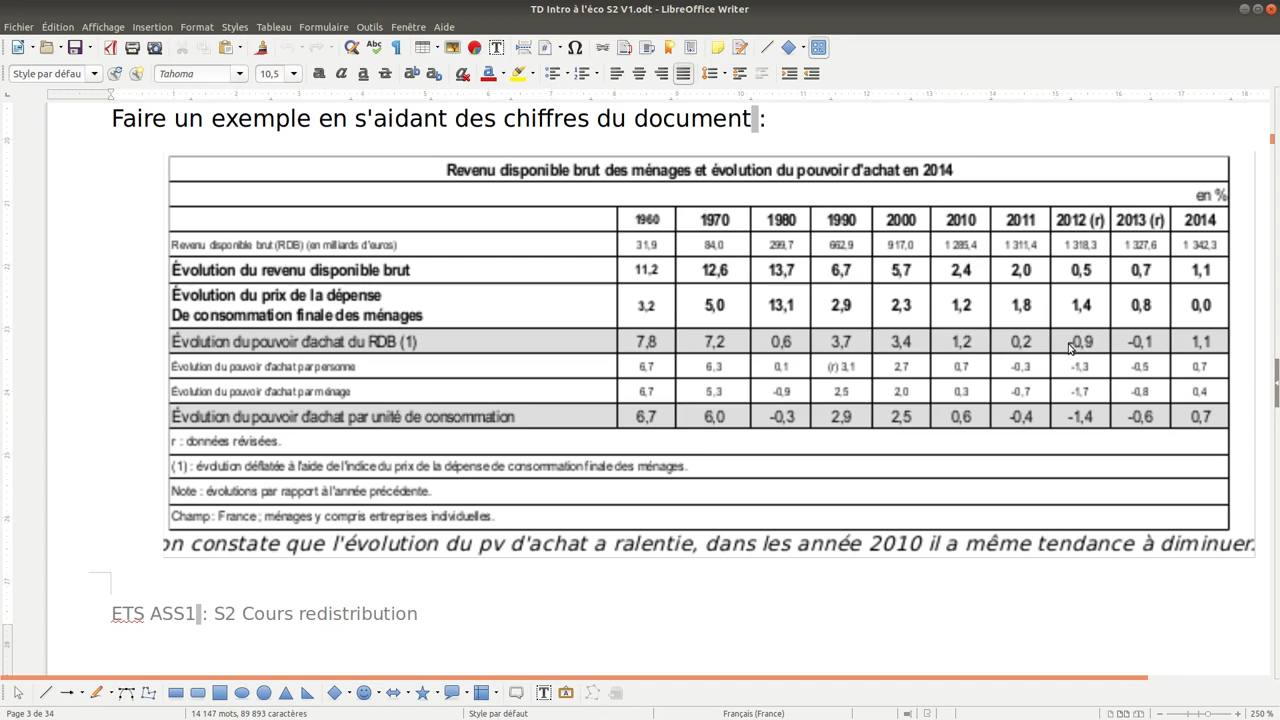 TD Intro à l'éco S2 V1.odt - LibreOffice Writer
Fichier Édition Affichage Insertion Format Styles Tableau Formulaire Outils Fenêtre Aide
Style par défau Tahoma 10,5
Faire un exemple en s'aidant des chiffres du document :
Revenu disponible brut des ménages et évolution du pouvoir d'achat en 2014
en %
1960 1970 1980 1990 2000 2010 2011 2012 (r) 2013 (r) 2014
Revenu disponible brut (RDB) (en milliards d'euros) 31,9 84,0 299,7 662,9 917,0 1 285,4 1 311,4 1 318,3 1 327,6 1 342,3
Évolution du revenu disponible brut 11,2 12,6 13,7 6,7 5,7 2,4 2,0 0,5 0,7 1,1
Évolution du prix de la dépense
De consommation finale des ménages 3,2 5,0 13,1 2,9 2,3 1,2 1,8 1,4 0,8 0,0
Évolution du pouvoir d'achat du RDB (1) 7,8 7,2 0,6 3,7 3,4 1,2 0,2 -0,9 -0,1 1,1
Évolution du pouvoir d'achat par personne 6,7 6,3 0,1 (r) 3,1 2,7 0,7 -0,3 -1,3 -0,5 0,7
Évolution du pouvoir d'achat par ménage 6,7 5,3 -0,9 2,5 2,0 0,3 -0,7 -1,7 -0,8 0,4
Évolution du pouvoir d'achat par unité de consommation 6,7 6,0 -0,3 2,9 2,5 0,6 -0,4 -1,4 -0,6 0,7
r : données révisées.
(1) : évolution déflatée à l'aide de l'indice du prix de la dépense de consommation finale des ménages.
Note : évolutions par rapport à l'année précédente.
Champ : France ; ménages y compris entreprises individuelles.
on constate que l'évolution du pv d'achat a ralentie, dans les année 2010 il a même tendance à diminuer.
ETS ASS1 : S2 Cours redistribution
Page 3 de 34 14 147 mots, 89 893 caractères Style par défaut Français (France) 250 %